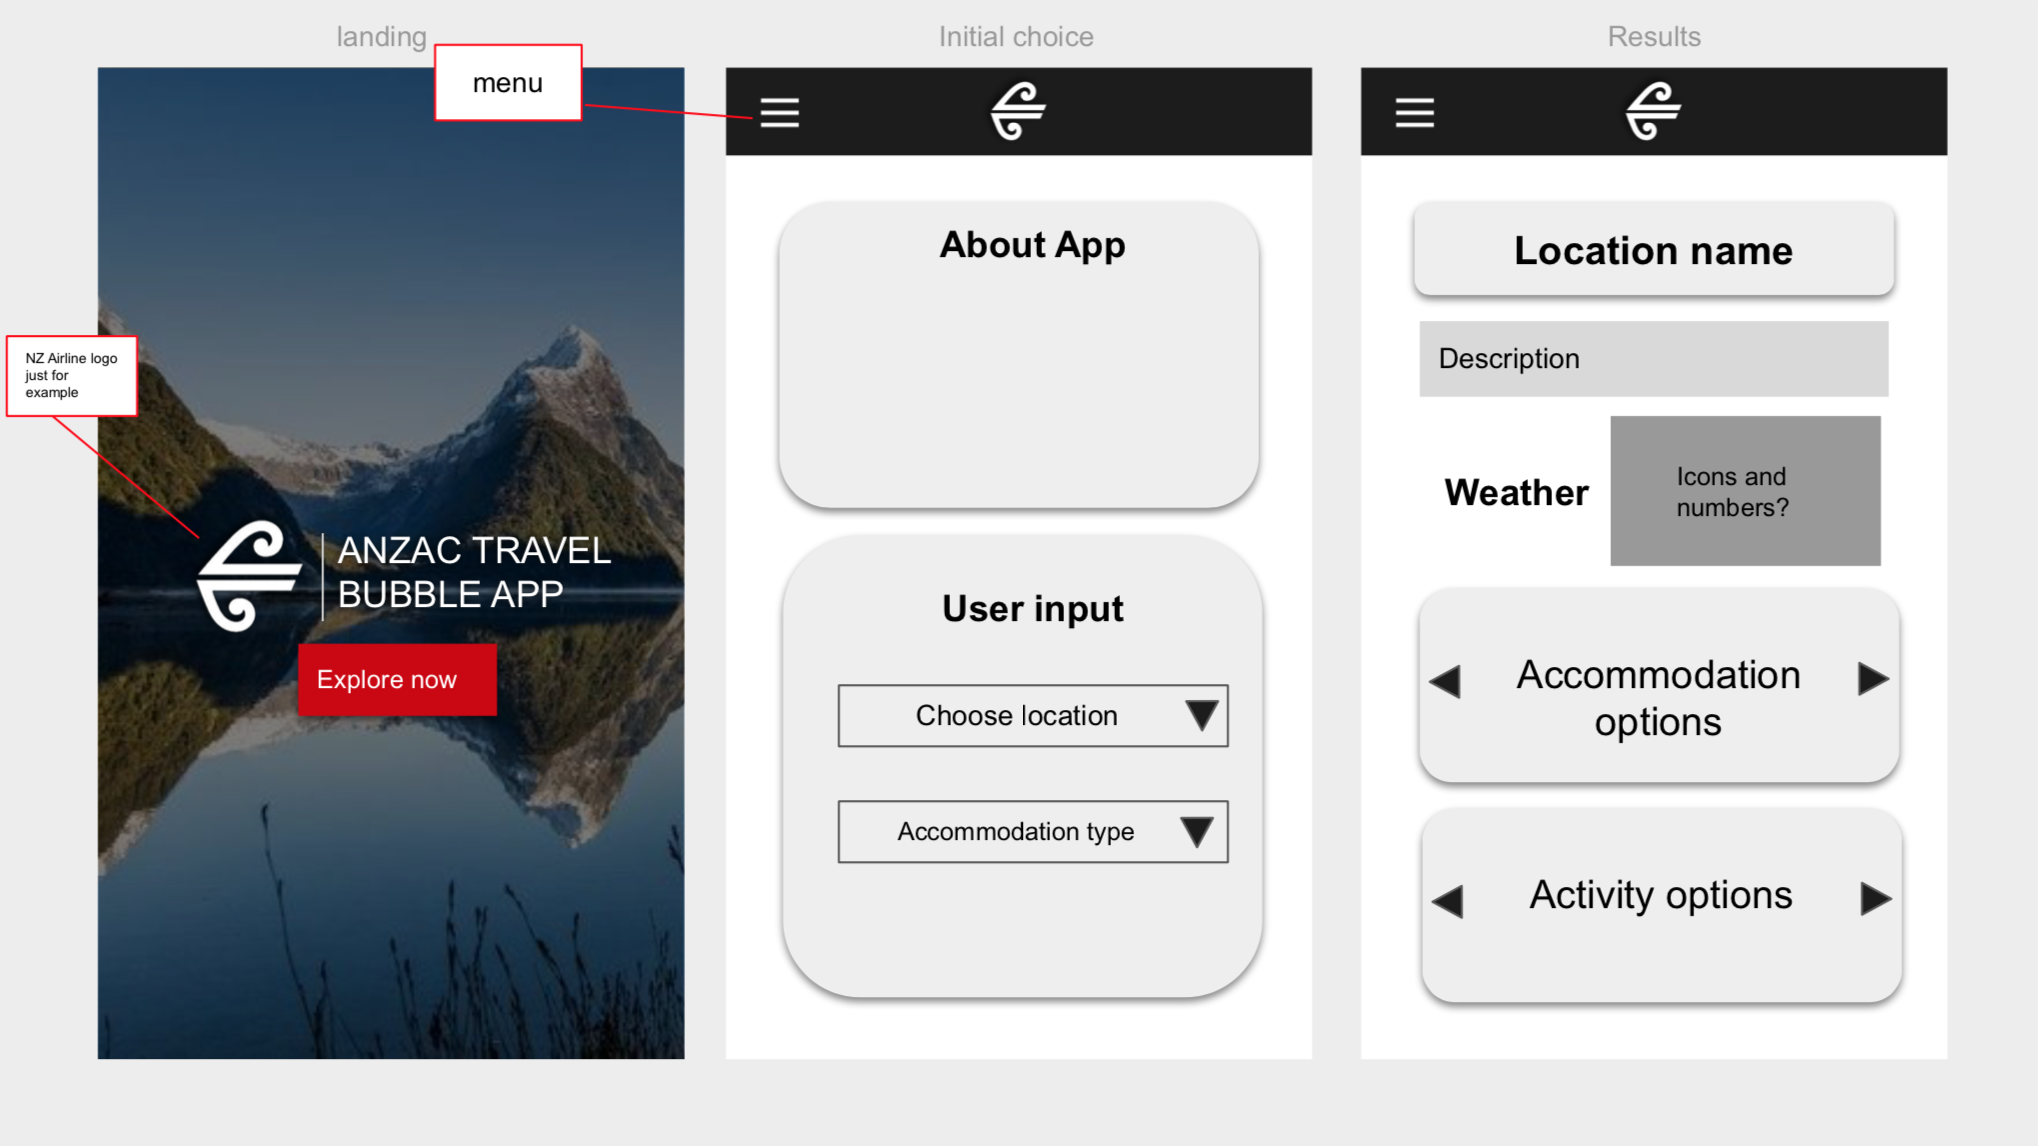 landing
menu
NZ Airline logo
just for
example
ANZAC TRAVEL
BUBBLE APP
Explore now
Initial choice
About App
User input
Choose location
Accommodation type
Results
Location name
Description
Weather
Icons and
numbers?
Accommodation
options
Activity options